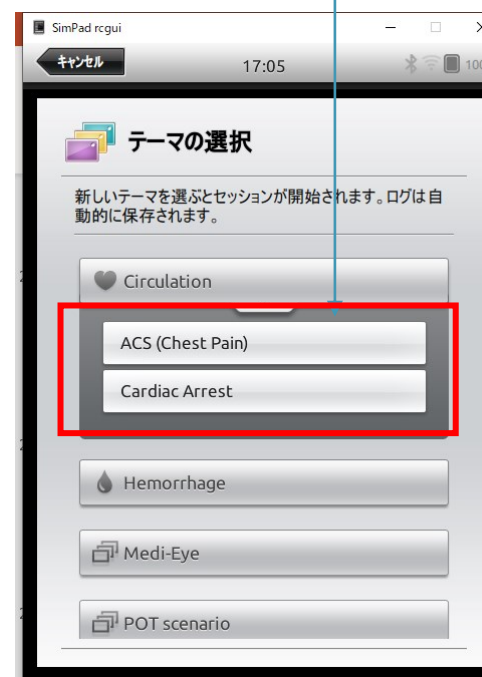 SimPad rcgui
キャンセル
17:05
100
テーマの選択
新しいテーマを選ぶとセッションが開始されます。ログは自
動的に保存されます。
Circulation
ACS (Chest Pain)
Cardiac Arrest
Hemorrhage
Medi-Eye
POT scenario